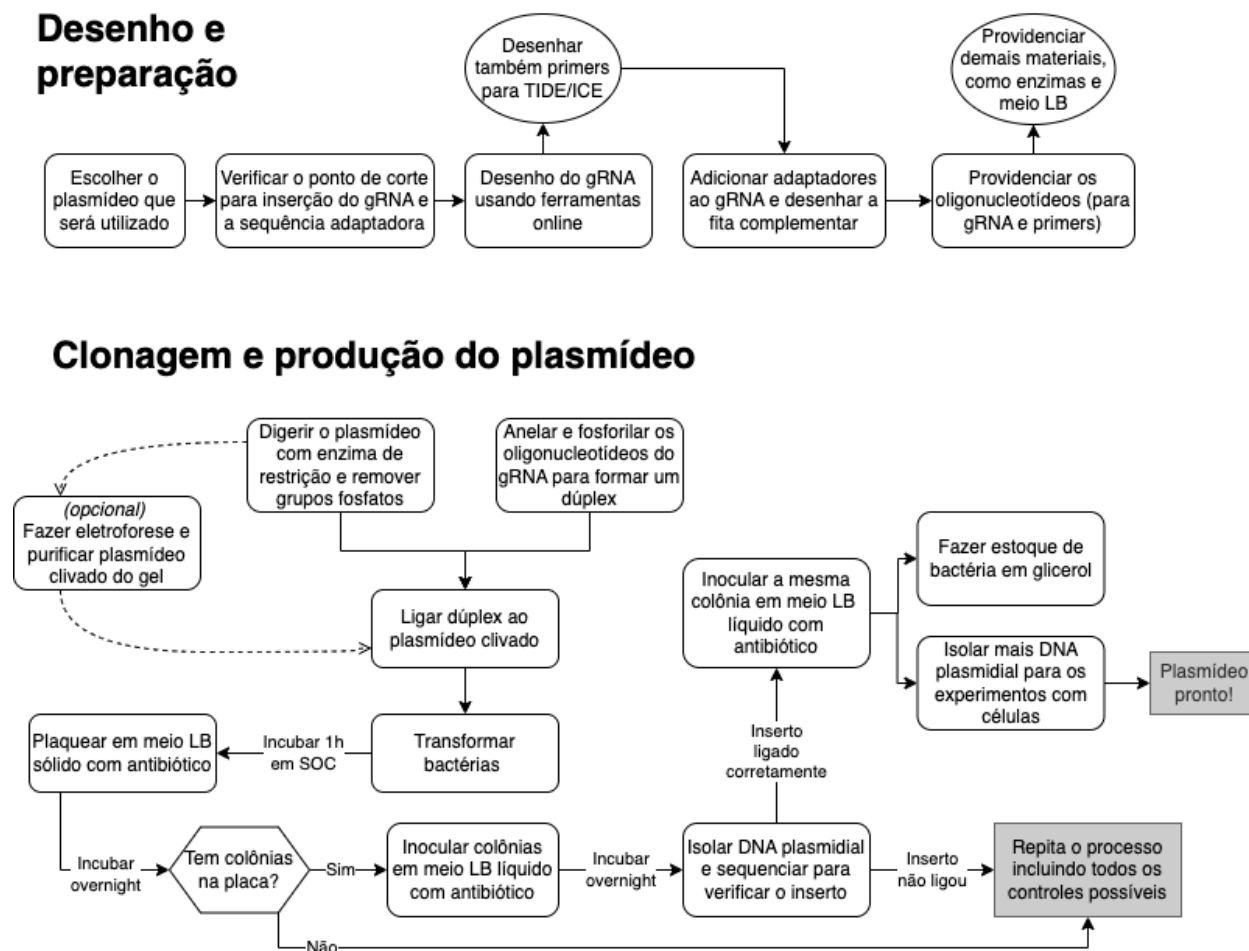 Desenho e
preparação
Desenhar
também primers
para TIDE/ICE
Providenciar
demais materiais,
como enzimas e
meio LB
Escolher o
plasmídeo que
será utilizado
Verificar o ponto de corte
para inserção do gRNA e
a sequência adaptadora
Desenho do gRNA
usando ferramentas
online
Adicionar adaptadores
ao gRNA e desenhar a
fita complementar
Providenciar os
oligonucleotídeos (para
gRNA e primers)
Clonagem e produção do plasmídeo
Digerir o plasmídeo
com enzima de
restrição e remover
grupos fosfatos
Anelar e fosforilar os
oligonucleotídeos do
gRNA para formar um
dúplex
(opcional)
Fazer eletroforese e
purificar plasmídeo
clivado do gel
Ligar dúplex ao
plasmídeo clivado
Inocular a mesma
colônia em meio LB
líquido com
antibiótico
Fazer estoque de
bactéria em glicerol
Isolar mais DNA
plasmidial para os
experimentos com
células
Plasmídeo
pronto!
Plaquear em meio LB
sólido com antibiótico
Incubar 1h
em SOC
Transformar
bactérias
Inserto
ligado
corretamente
Incubar
overnight
Tem colônias
na placa?
Sim
Inocular colônias
em meio LB líquido
com antibiótico
Incubar
overnight
Isolar DNA plasmidial
e sequenciar para
verificar o inserto
Inserto
não ligou
Repita o processo
incluindo todos os
controles possíveis
Não